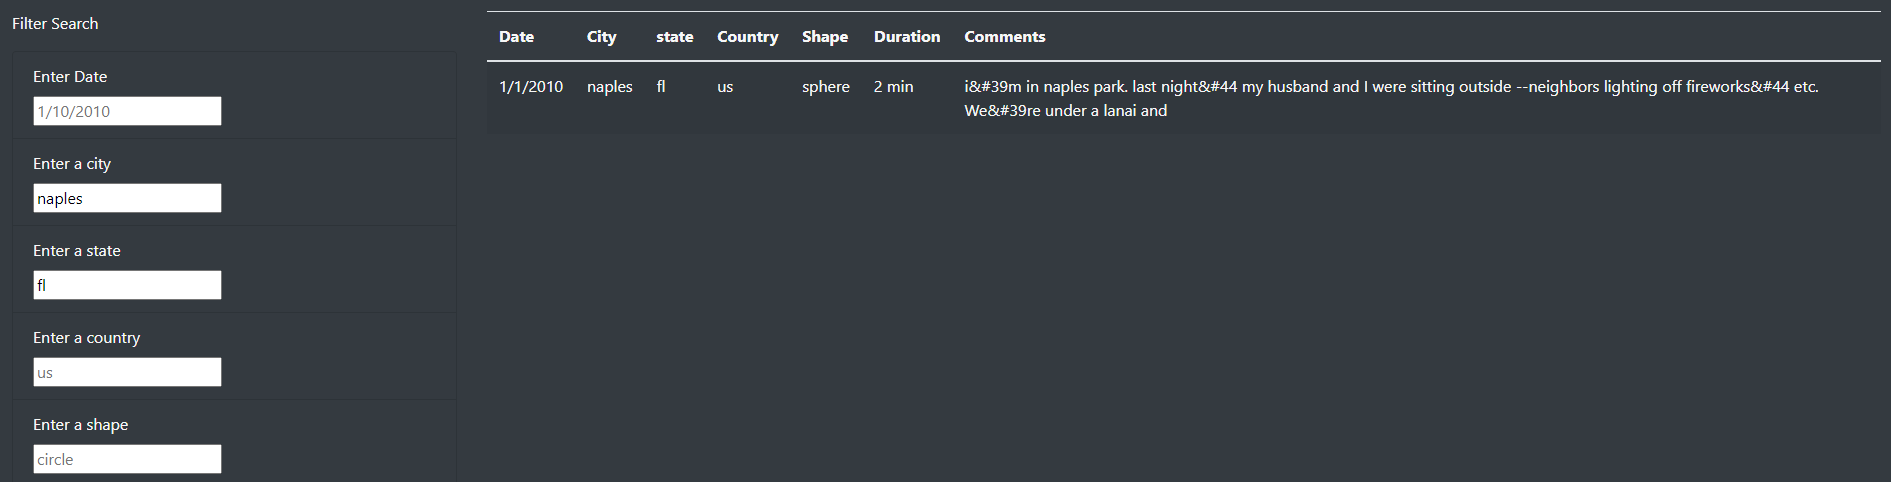 Filter Search
Enter Date
1/10/2010
Enter a city
naples
Enter a state
fl
Enter a country
us
Enter a shape
circle
Date City state Country Shape Duration Comments
1/1/2010 naples fl us sphere 2 min i&#39m in naples park. last night&#44 my husband and I were sitting outside --neighbors lighting off fireworks&#44 etc.
We&#39re under a lanai and